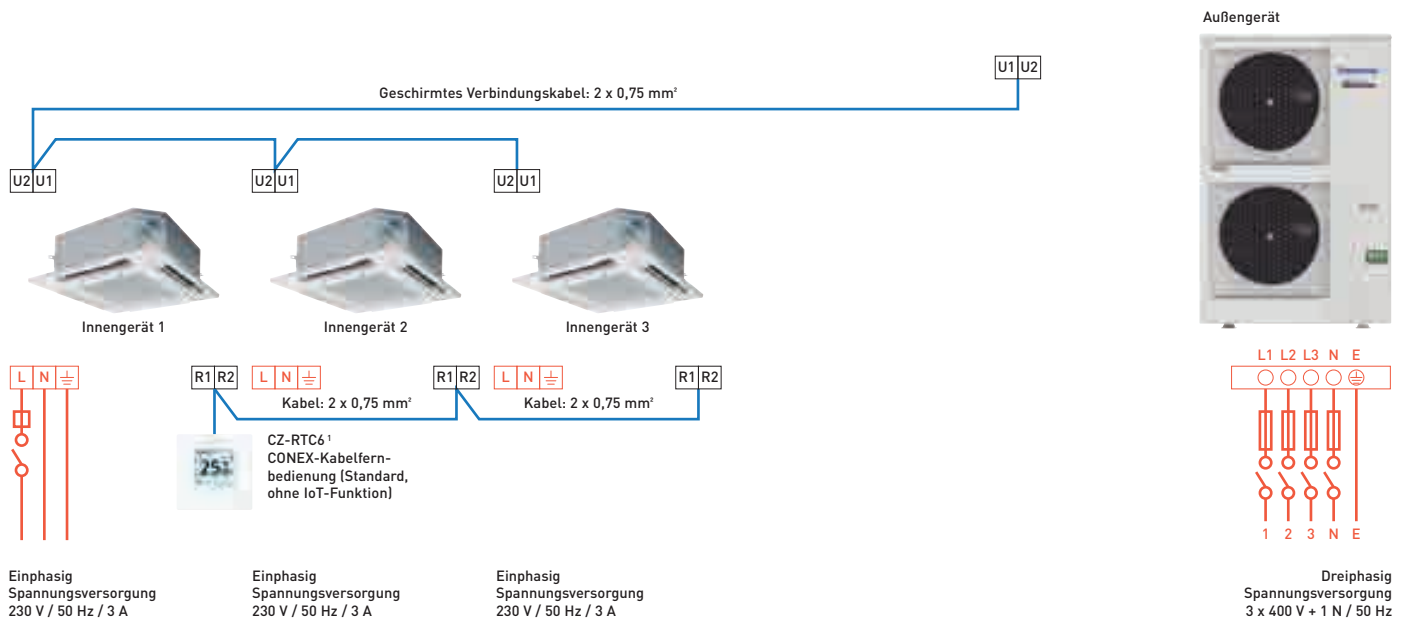 Außengerät
U1 U2
Geschirmtes Verbindungskabel: 2 x 0,75 mm²
U2 U1
U2 U1
U2 U1
Innengerät 1
Innengerät 2
Innengerät 3
L1 L2 L3 N E
L N
R1 R2
L N
R1 R2
L N
R1 R2
Kabel: 2 x 0,75 mm²
Kabel: 2 x 0,75 mm²
CZ-RTC6 ¹
CONEX-Kabelfern-
bedienung (Standard,
ohne IoT-Funktion)
25
1 2 3 N E
Einphasig
Spannungsversorgung
230 V / 50 Hz / 3 A
Einphasig
Spannungsversorgung
230 V / 50 Hz / 3 A
Einphasig
Spannungsversorgung
230 V / 50 Hz / 3 A
Dreiphasig
Spannungsversorgung
3 x 400 V + 1 N / 50 Hz